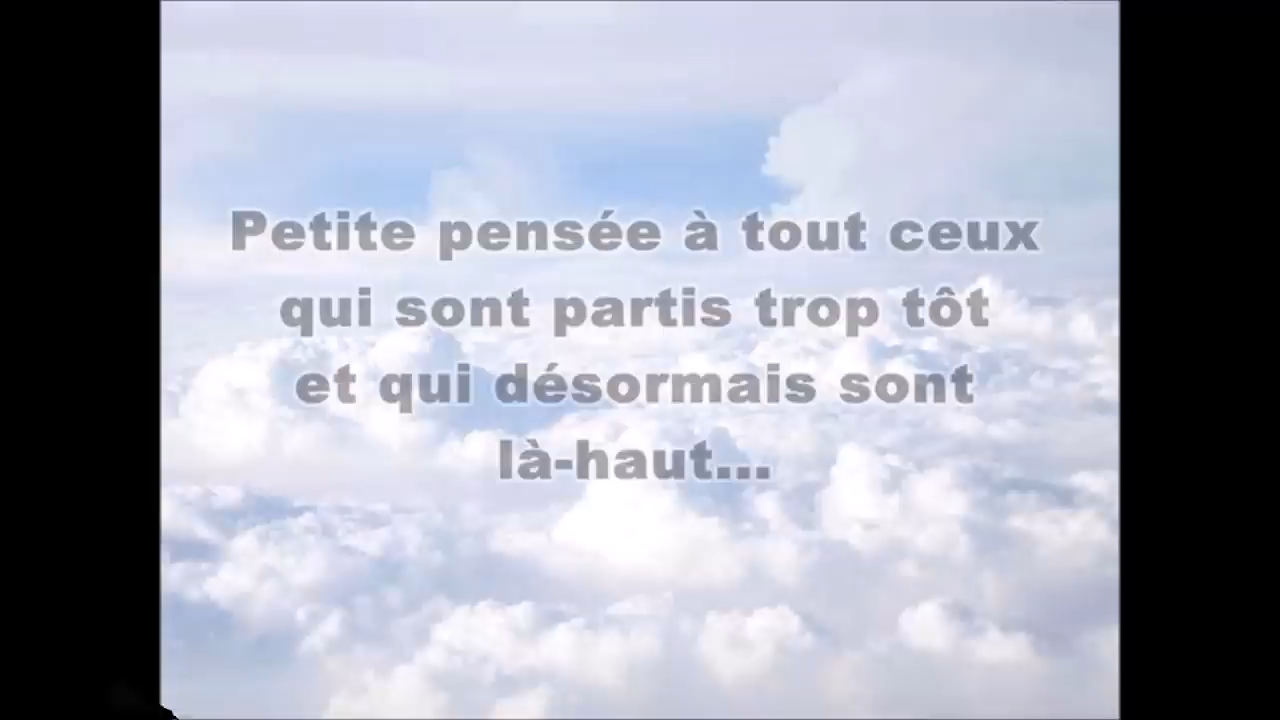 Petite pensée à tout ceux
qui sont partis trop tôt
et qui désormais sont
là-haut...